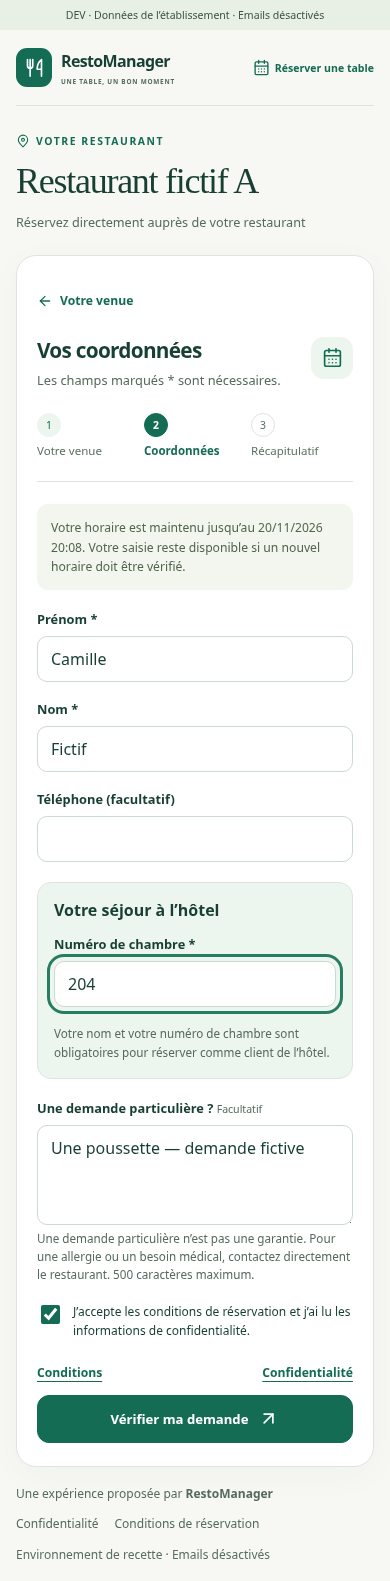 DEV · Données de l’établissement · Emails désactivés
RestoManager
UNE TABLE, UN BON MOMENT
Réserver une table
VOTRE RESTAURANT
Restaurant fictif A
Réservez directement auprès de votre restaurant
Votre venue
Vos coordonnées
Les champs marqués * sont nécessaires.
1
Votre venue
2
Coordonnées
3
Récapitulatif
Votre horaire est maintenu jusqu’au 20/11/2026
20:08. Votre saisie reste disponible si un nouvel
horaire doit être vérifié.
Prénom *
Camille
Nom *
Fictif
Téléphone (facultatif)
Votre séjour à l’hôtel
Numéro de chambre *
204
Votre nom et votre numéro de chambre sont
obligatoires pour réserver comme client de l’hôtel.
Une demande particulière ? Facultatif
Une poussette — demande fictive
Une demande particulière n’est pas une garantie. Pour
une allergie ou un besoin médical, contactez directement
le restaurant. 500 caractères maximum.
J’accepte les conditions de réservation et j’ai lu les
informations de confidentialité.
Conditions
Confidentialité
Vérifier ma demande
Une expérience proposée par RestoManager
Confidentialité Conditions de réservation
Environnement de recette · Emails désactivés